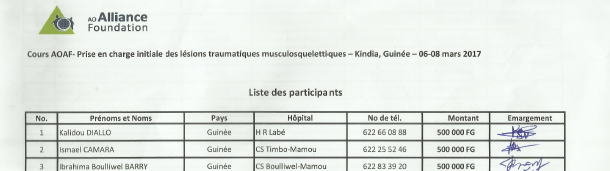 AO Alliance
Foundation
Cours AOAF- Prise en charge initiale des lésions traumatiques musculosquelettiques – Kindia, Guinée – 06-08 mars 2017
Liste des participants
No. Prénoms et Noms Pays Hôpital No de tél. Montant Emargement
1 Kalidou DIALLO Guinée H R Labé 622 66 08 88 500 000 FG
2 Ismael CAMARA Guinée CS Timbo-Mamou 622 25 52 46 500 000 FG
3 Ibrahima Boulliwel BARRY Guinée CS Boulliwel-Mamou 622 83 39 20 500 000 FG